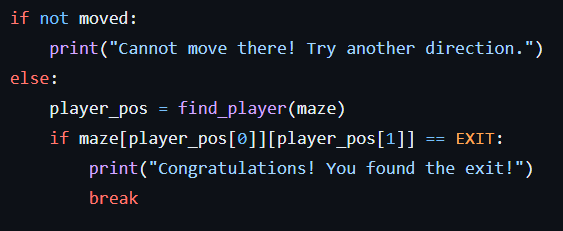 if not moved:
    print("Cannot move there! Try another direction.")
else:
    player_pos = find_player(maze)
    if maze[player_pos[0]][player_pos[1]] == EXIT:
        print("Congratulations! You found the exit!")
        break